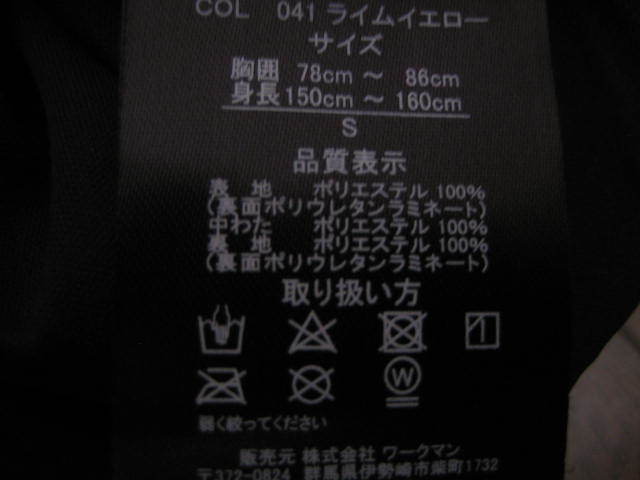 COL 041 ライムイエロー
サイズ
胸囲 78cm ～ 86cm
身長 150cm ～ 160cm
S
品質表示
表 地 ポリエステル 100%
(裏面ポリウレタンラミネート)
中わた ポリエステル 100%
裏 地 ポリエステル 100%
(裏面ポリウレタンラミネート)
取り扱い方
W
弱く絞ってください
販売元 株式会社 ワークマン
〒372-0824 群馬県伊勢崎市柴町1732